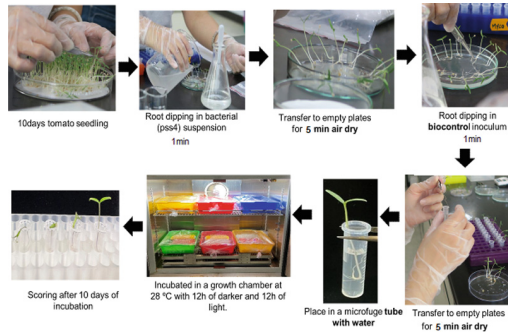 10days tomato seedling
Root dipping in bacterial
(pss4) suspension
1min
Transfer to empty plates
for 5 min air dry
Root dipping in
biocontrol inoculum
1min
Scoring after 10 days of
incubation
Incubated in a growth chamber at
28 ºC with 12h of darker and 12h of
light.
Place in a microfuge tube
with water
Transfer to empty plates
for 5 min air dry